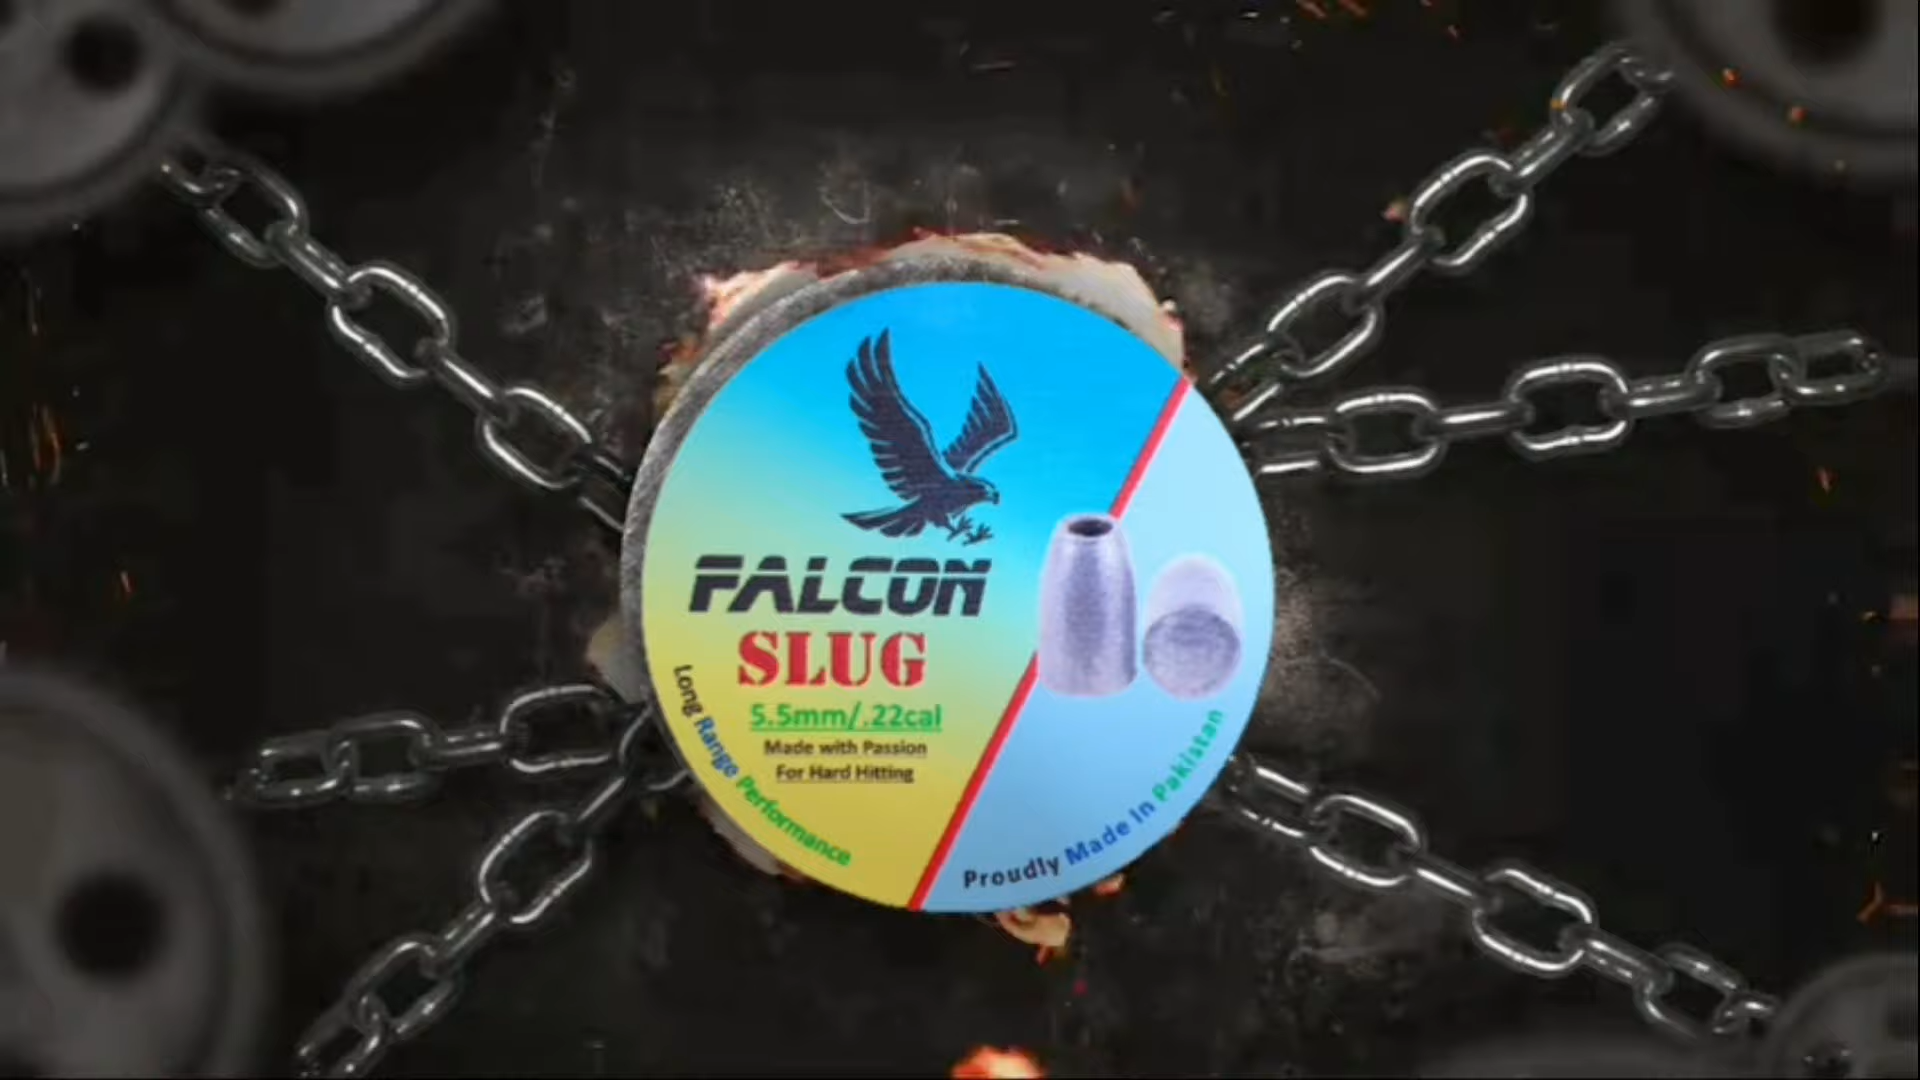 FALCON
SLUG
5.5mm/.22cal
Made with Passion
For Hard Hitting
Long Range Performance
Proudly Made In Pakistan